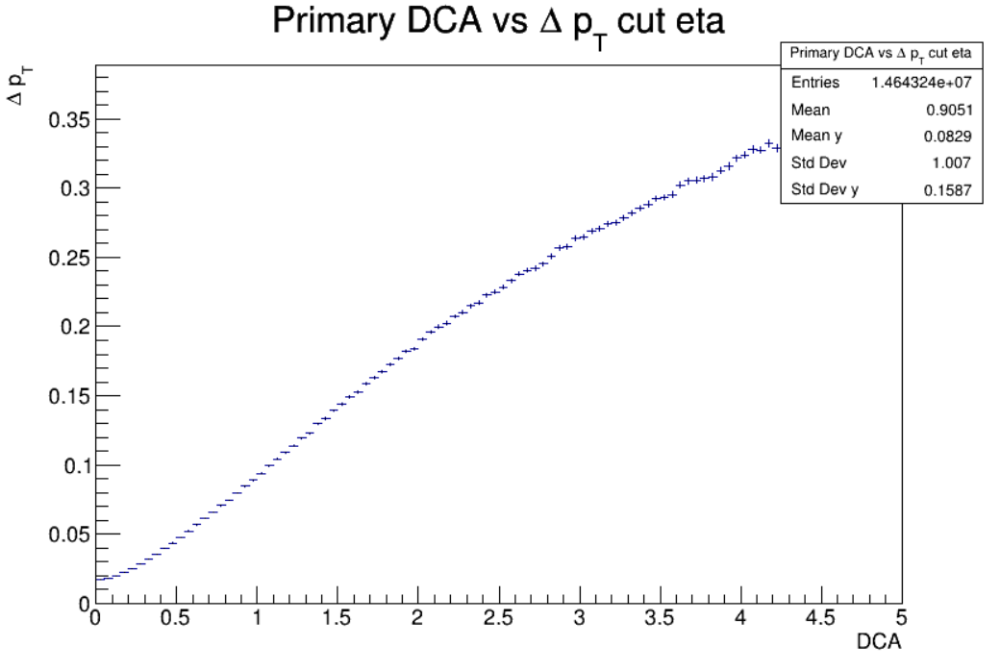 Primary DCA vs Δ p_T cut eta
Primary DCA vs Δ p_T cut eta
Entries 1.464324e+07
Mean 0.9051
Mean y 0.0829
Std Dev 1.007
Std Dev y 0.1587
Δ p_T
0.35
0.3
0.25
0.2
0.15
0.1
0.05
0
0 0.5 1 1.5 2 2.5 3 3.5 4 4.5 5
DCA